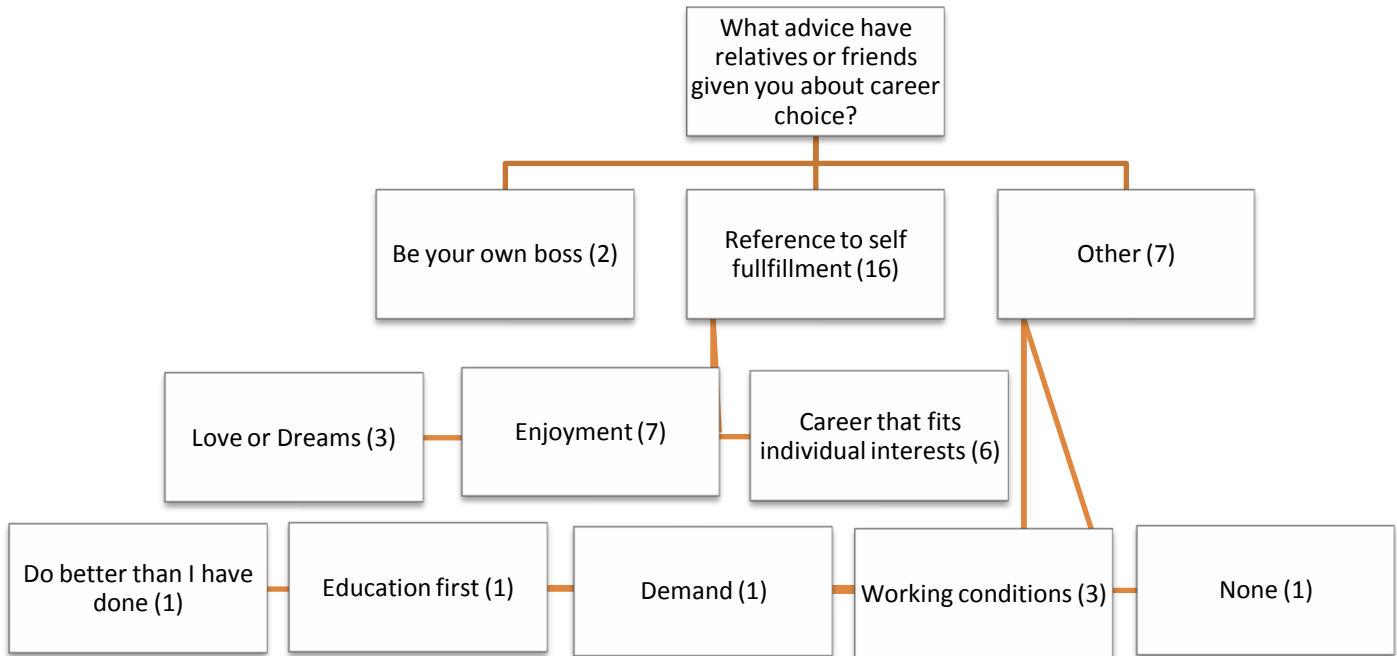 What advice have
relatives or friends
given you about career
choice?
Be your own boss (2)
Reference to self
fullfillment (16)
Other (7)
Love or Dreams (3)
Enjoyment (7)
Career that fits
individual interests (6)
Do better than I have
done (1)
Education first (1)
Demand (1)
Working conditions (3)
None (1)